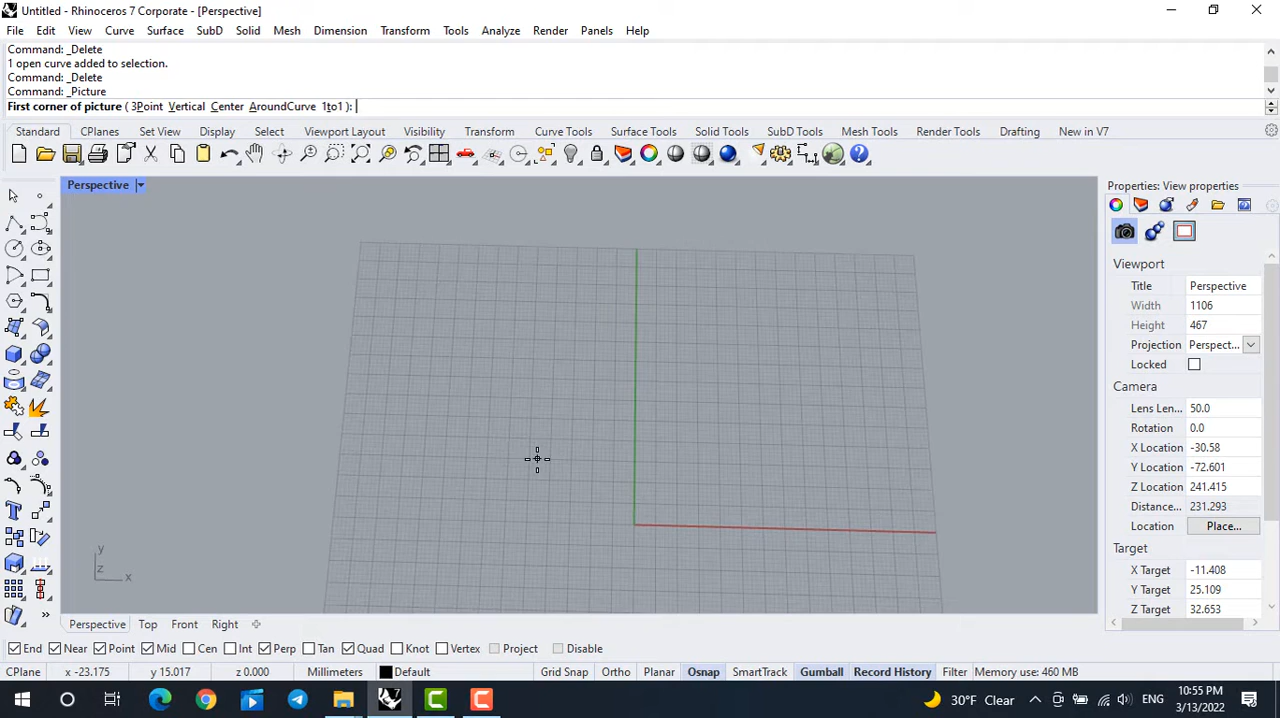 Untitled - Rhinoceros 7 Corporate - [Perspective]
File Edit View Curve Surface SubD Solid Mesh Dimension Transform Tools Analyze Render Panels Help
Command: _Delete
1 open curve added to selection.
Command: _Delete
Command: _Picture
First corner of picture ( 3Point Vertical Center AroundCurve 1to1 ):
Standard CPlanes Set View Display Select Viewport Layout Visibility Transform Curve Tools Surface Tools Solid Tools SubD Tools Mesh Tools Render Tools Drafting New in V7
Perspective
Properties: View properties
Viewport
Title Perspective
Width 1106
Height 467
Projection Perspect...
Locked
Camera
Lens Len... 50.0
Rotation 0.0
X Location -30.58
Y Location -72.601
Z Location 241.415
Distance... 231.293
Location Place...
Target
X Target -11.408
Y Target 25.109
Z Target 32.653
y
z x
Perspective Top Front Right
End Near Point Mid Cen Int Perp Tan Quad Knot Vertex Project Disable
CPlane x -23.175 y 15.017 z 0.000 Millimeters Default Grid Snap Ortho Planar Osnap SmartTrack Gumball Record History Filter Memory use: 460 MB
30°F Clear ENG 10:55 PM
3/13/2022